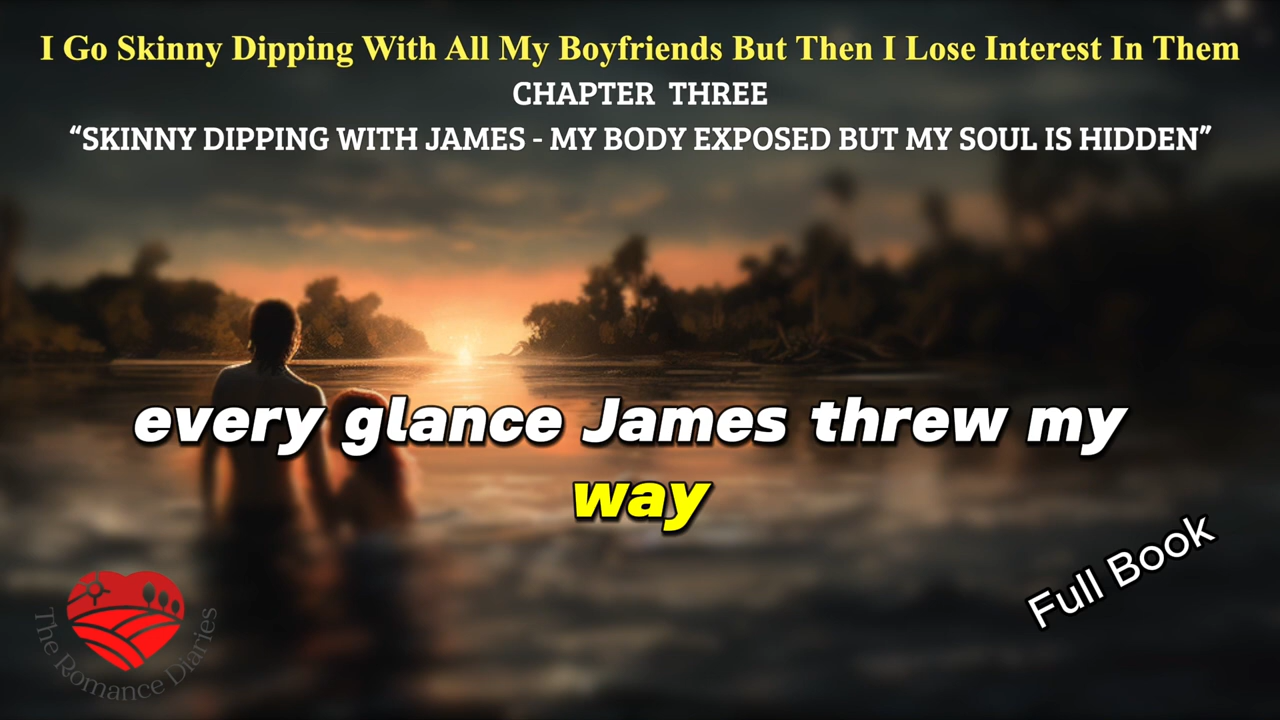 I Go Skinny Dipping With All My Boyfriends But Then I Lose Interest In Them
CHAPTER THREE
“SKINNY DIPPING WITH JAMES - MY BODY EXPOSED BUT MY SOUL IS HIDDEN”
every glance James threw my
way
Full Book
The Romance Diaries